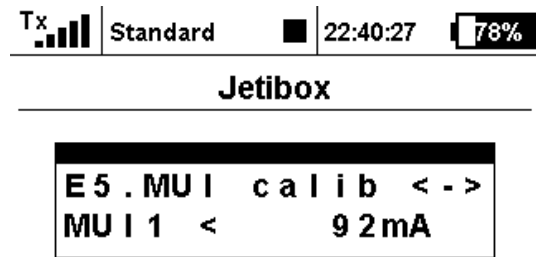 Tx Standard 22:40:27 78%
Jetibox
E5.MUI calib <->
MUI1 < 92mA